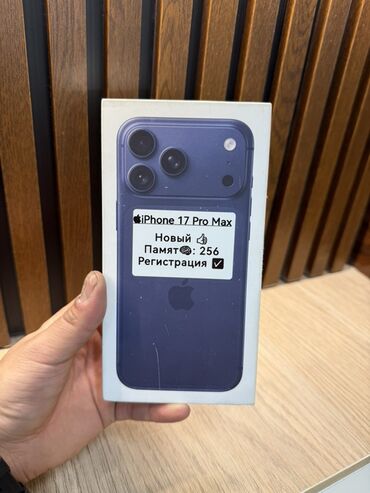 iPhone 17 Pro Max
Новый 👍
Памят: 256
Регистрация ✅